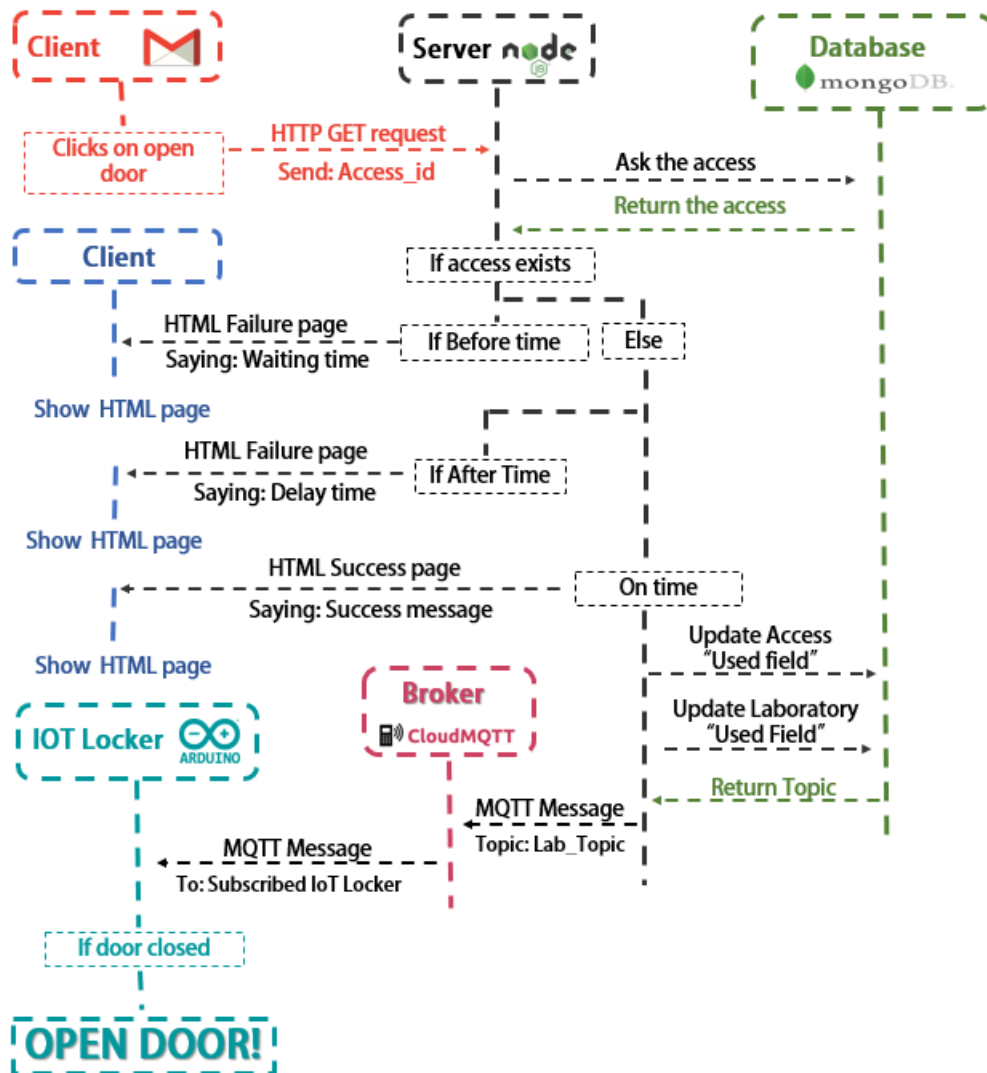 Client
Server node
JS
Database
mongoDB.
Clicks on open
door
HTTP GET request
Send: Access_id
Ask the access
Return the access
Client
If access exists
HTML Failure page
Saying: Waiting time
If Before time
Else
Show HTML page
HTML Failure page
Saying: Delay time
If After Time
Show HTML page
HTML Success page
Saying: Success message
On time
Show HTML page
Update Access
“Used field”
Broker
CloudMQTT
IOT Locker
ARDUINO
Update Laboratory
“Used Field”
Return Topic
MQTT Message
Topic: Lab_Topic
MQTT Message
To: Subscribed IoT Locker
If door closed
OPEN DOOR!